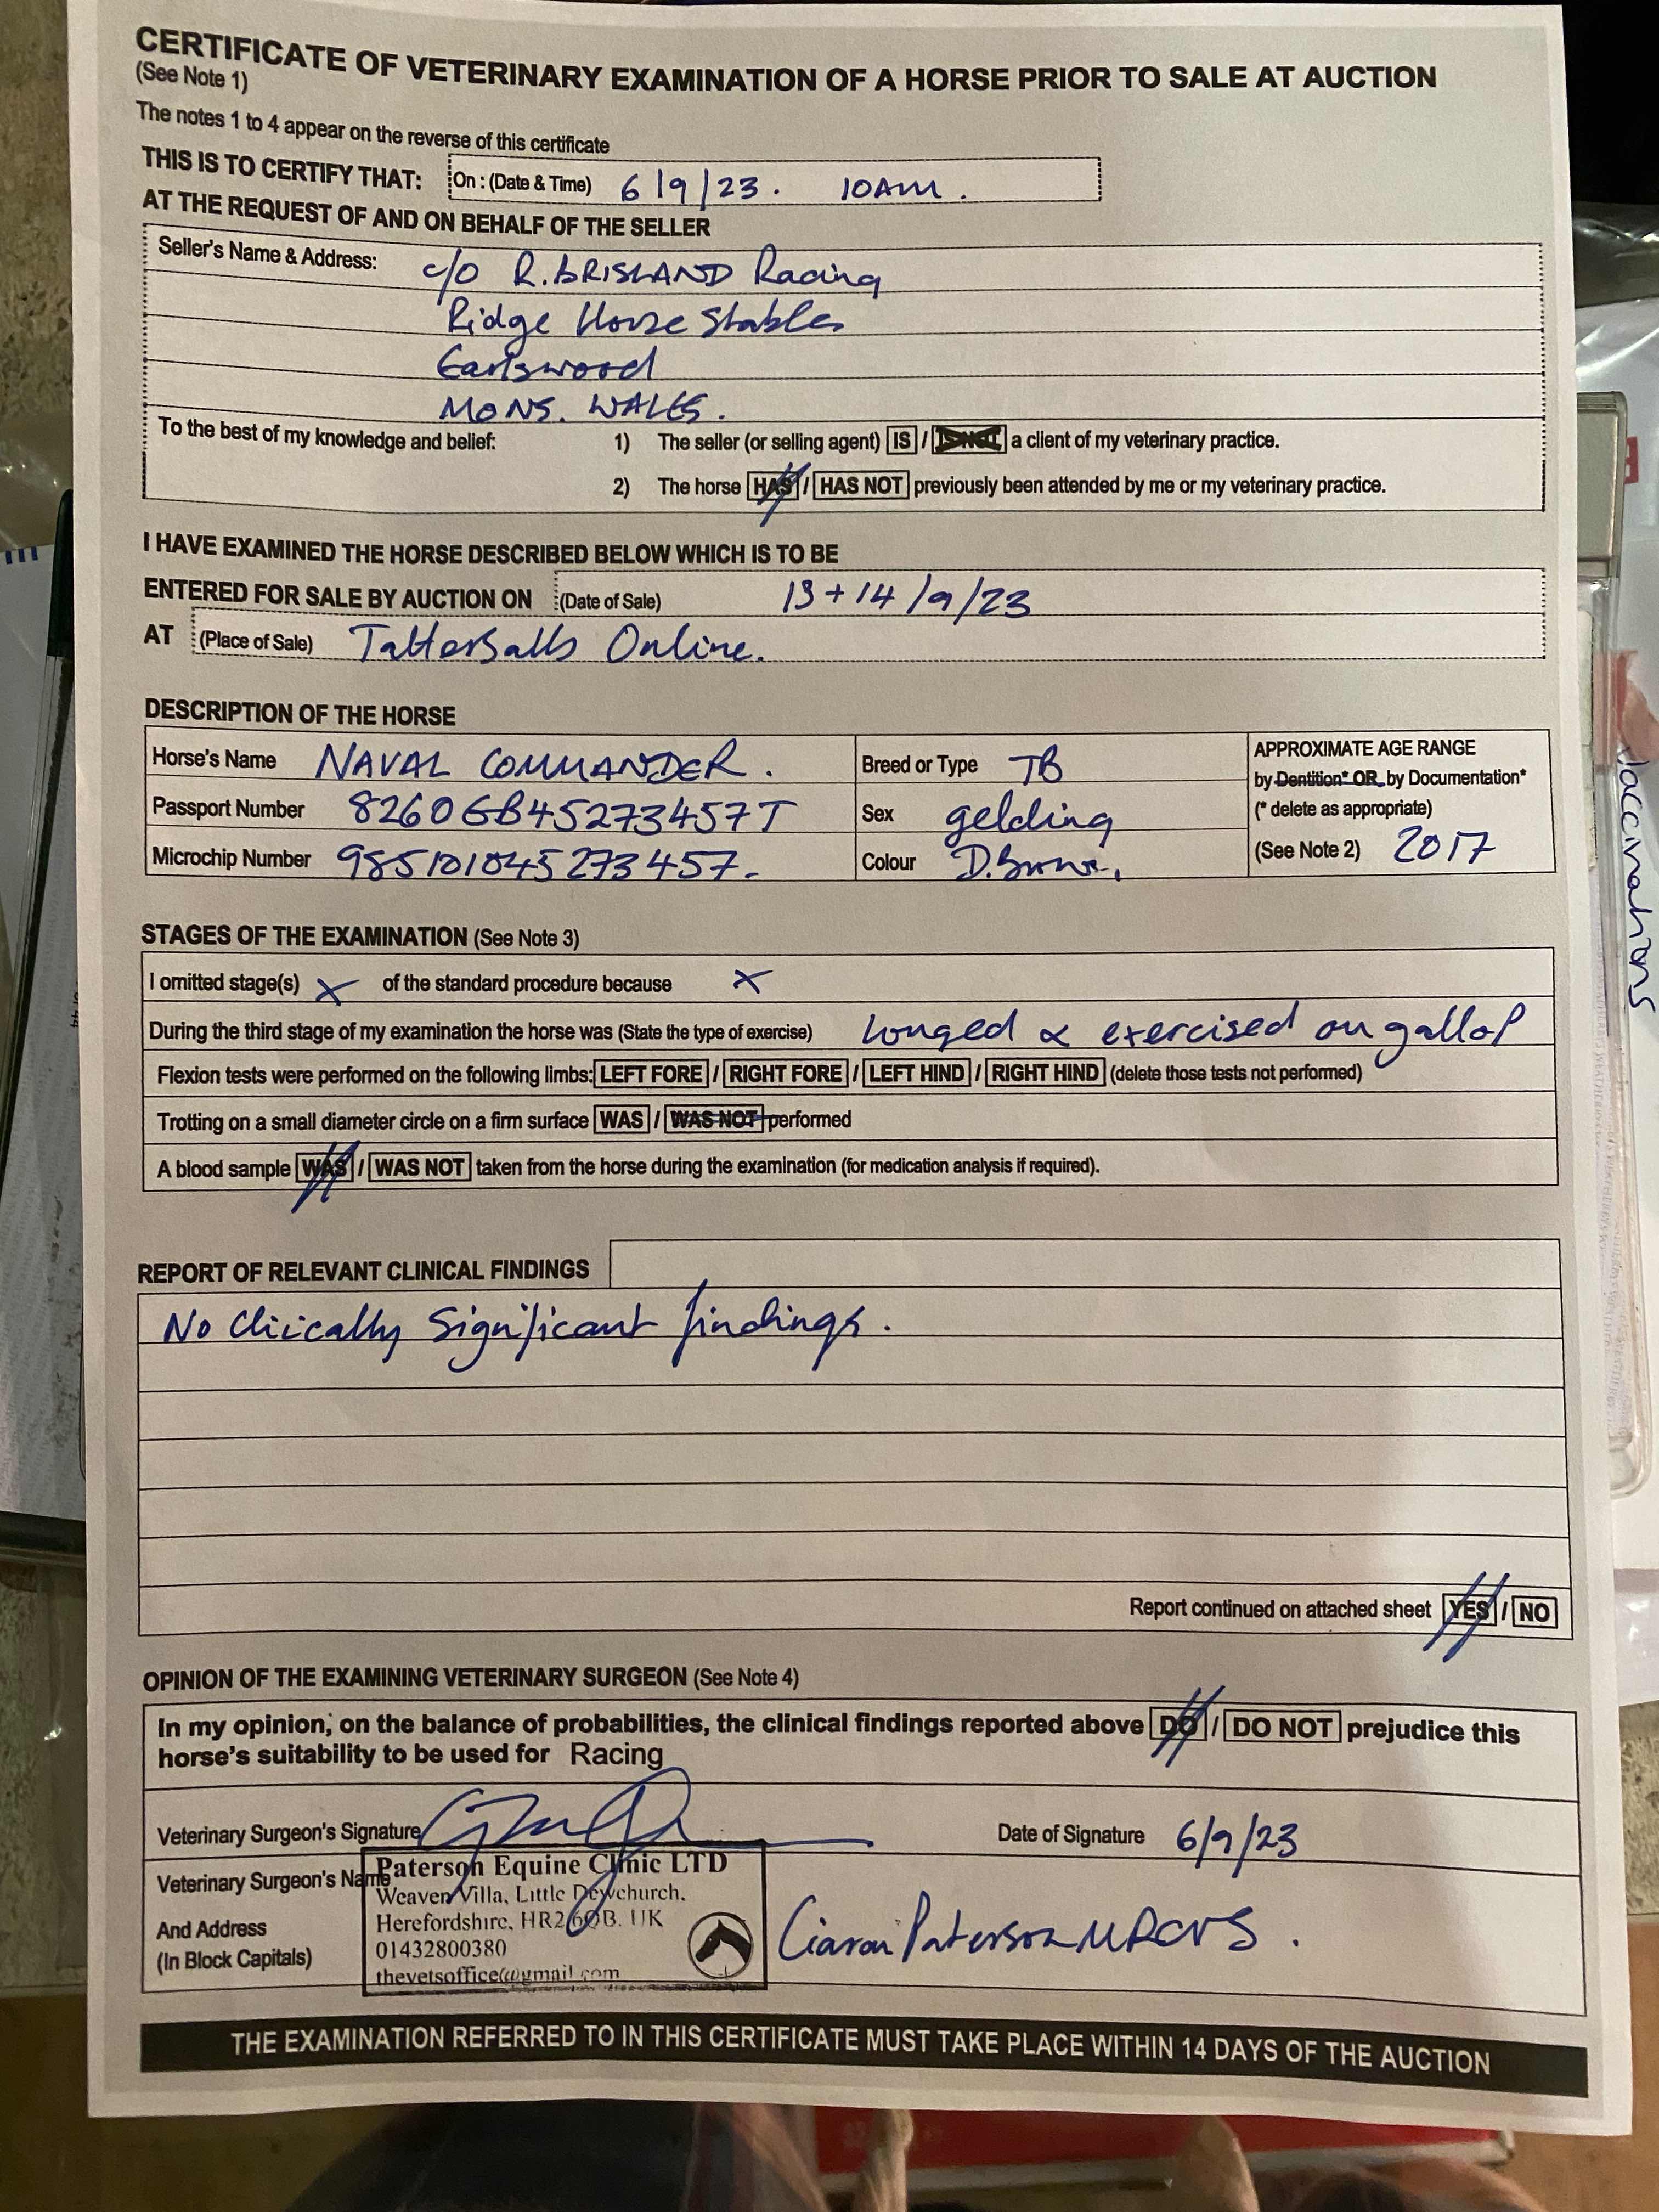 CERTIFICATE OF VETERINARY EXAMINATION OF A HORSE PRIOR TO SALE AT AUCTION
(See Note 1)
The notes 1 to 4 appear on the reverse of this certificate
THIS IS TO CERTIFY THAT: On : (Date & Time) 6/9/23. 10AM.
AT THE REQUEST OF AND ON BEHALF OF THE SELLER
Seller's Name & Address: c/o R. BRISLAND Racing
Ridge House Stables
Earlswood
MONS. WALES.
To the best of my knowledge and belief: 1) The seller (or selling agent) IS / IS NOT a client of my veterinary practice.
2) The horse HAS / HAS NOT previously been attended by me or my veterinary practice.
I HAVE EXAMINED THE HORSE DESCRIBED BELOW WHICH IS TO BE
ENTERED FOR SALE BY AUCTION ON (Date of Sale) 13+14/9/23
AT (Place of Sale) Tattersalls Online.
DESCRIPTION OF THE HORSE
Horse's Name NAVAL COMMANDER. Breed or Type TB APPROXIMATE AGE RANGE
by Dentition* OR by Documentation*
Passport Number 8260GB45273457T Sex gelding (* delete as appropriate)
Microchip Number 985101045273457. Colour D.Brown. (See Note 2) 2017
STAGES OF THE EXAMINATION (See Note 3)
I omitted stage(s) X of the standard procedure because X
During the third stage of my examination the horse was (State the type of exercise) Lunged & exercised on gallop
Flexion tests were performed on the following limbs: LEFT FORE / RIGHT FORE / LEFT HIND / RIGHT HIND (delete those tests not performed)
Trotting on a small diameter circle on a firm surface WAS / WAS NOT performed
A blood sample WAS / WAS NOT taken from the horse during the examination (for medication analysis if required).
REPORT OF RELEVANT CLINICAL FINDINGS
No Clicically Significant findings.
Report continued on attached sheet YES / NO
OPINION OF THE EXAMINING VETERINARY SURGEON (See Note 4)
In my opinion, on the balance of probabilities, the clinical findings reported above DO / DO NOT prejudice this
horse's suitability to be used for Racing
Veterinary Surgeon's Signature Date of Signature 6/9/23
Veterinary Surgeon's Name
And Address
(In Block Capitals)
Paterson Equine Clinic LTD
Weaven Villa, Little Dewchurch,
Herefordshire, HR2 6QB. UK
01432800380
thevetsoffice@gmail.com
Ciaran Paterson MRCVS.
THE EXAMINATION REFERRED TO IN THIS CERTIFICATE MUST TAKE PLACE WITHIN 14 DAYS OF THE AUCTION
Vaccinations